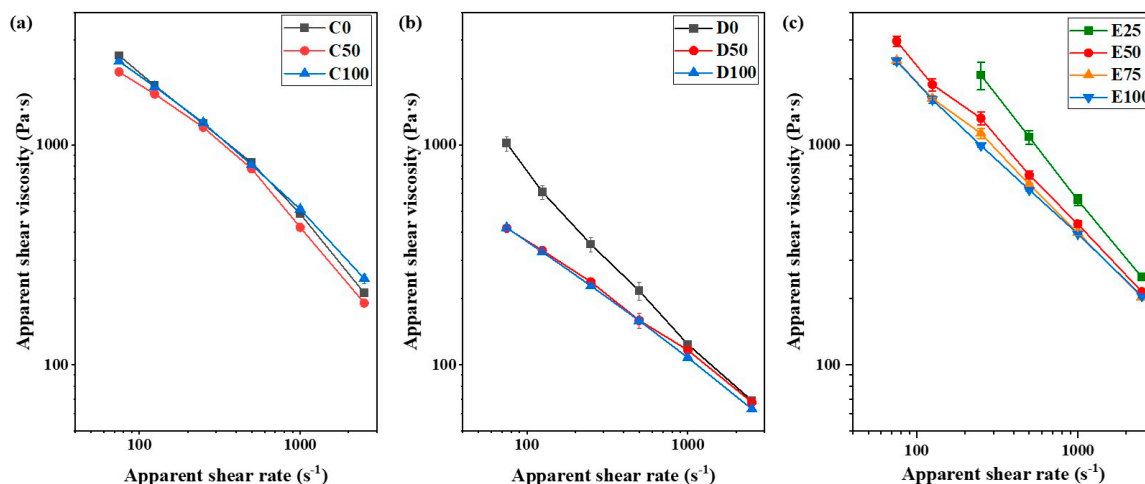 (a)
C0
C50
C100
1000
100
Apparent shear viscosity (Pa·s)
100
1000
Apparent shear rate (s⁻¹)
(b)
D0
D50
D100
1000
100
Apparent shear viscosity (Pa·s)
100
1000
Apparent shear rate (s⁻¹)
(c)
E25
E50
E75
E100
1000
100
Apparent shear viscosity (Pa·s)
100
1000
Apparent shear rate (s⁻¹)